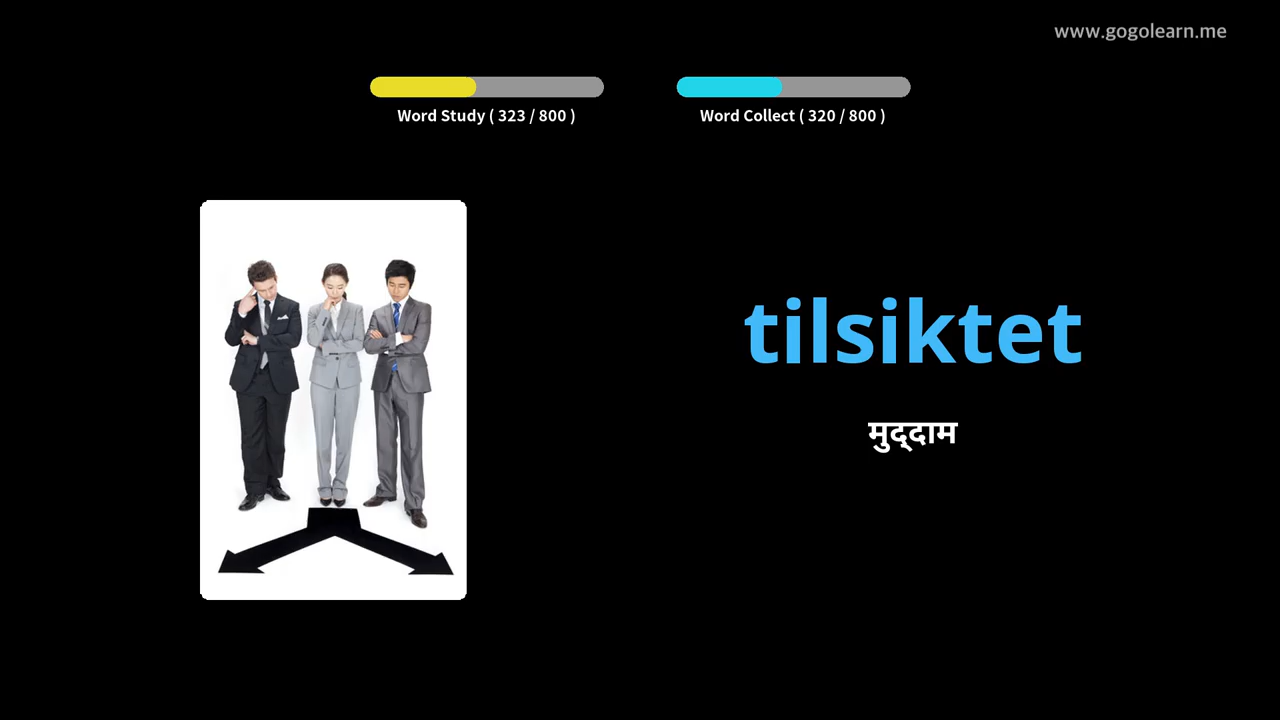 www.gogolearn.me
Word Study ( 323 / 800 )
Word Collect ( 320 / 800 )
tilsiktet
मुद्‌दाम